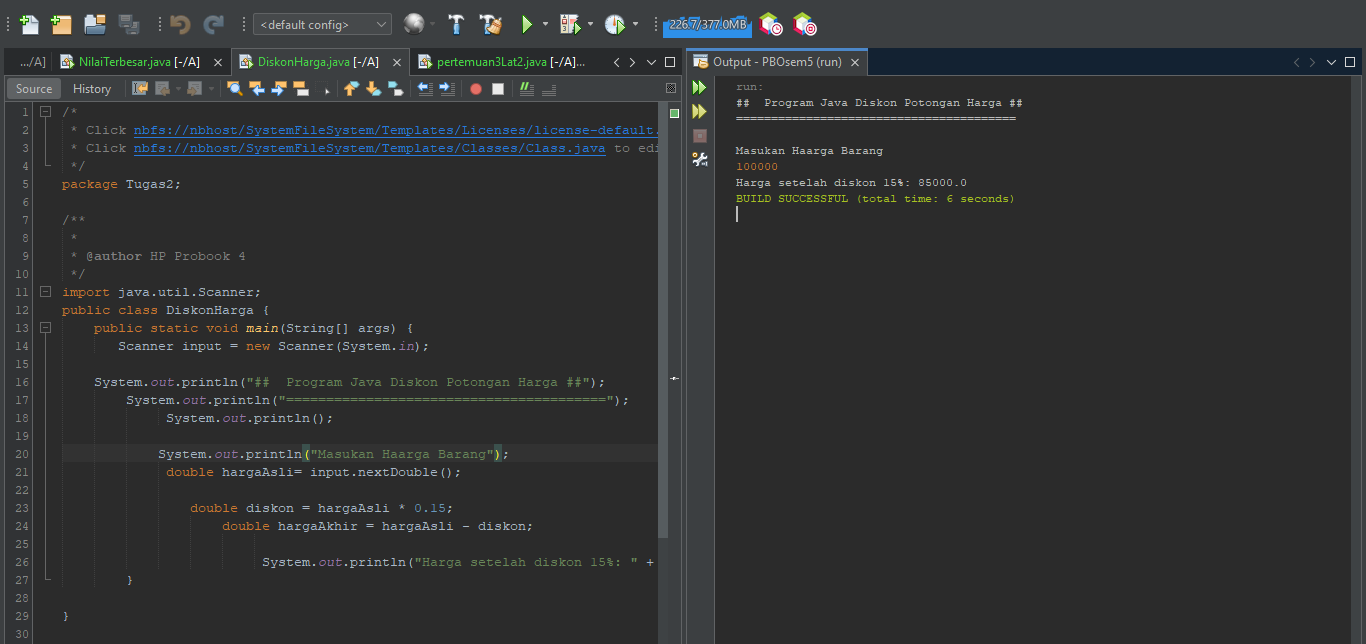 <default config>
226.7/377.0MB
.../A]
NilaiTerbesar.java [-/A]
DiskonHarga.java [-/A]
pertemuan3Lat2.java [-/A]...
Output - PBOsem5 (run)
Source
History
1 /*
2 * Click nbfs://nbhost/SystemFileSystem/Templates/Licenses/license-default.
3 * Click nbfs://nbhost/SystemFileSystem/Templates/Classes/Class.java to edi
4 */
5 package Tugas2;
6
7 /**
8 *
9 * @author HP Probook 4
10 */
11 import java.util.Scanner;
12 public class DiskonHarga {
13 public static void main(String[] args) {
14 Scanner input = new Scanner(System.in);
15
16 System.out.println("##  Program Java Diskon Potongan Harga ##");
17 System.out.println("========================================");
18 System.out.println();
19
20 System.out.println("Masukan Haarga Barang");
21 double hargaAsli= input.nextDouble();
22
23 double diskon = hargaAsli * 0.15;
24 double hargaAkhir = hargaAsli - diskon;
25
26 System.out.println("Harga setelah diskon 15%: " +
27 }
28
29 }
30
run:
##  Program Java Diskon Potongan Harga ##
========================================
Masukan Haarga Barang
100000
Harga setelah diskon 15%: 85000.0
BUILD SUCCESSFUL (total time: 6 seconds)